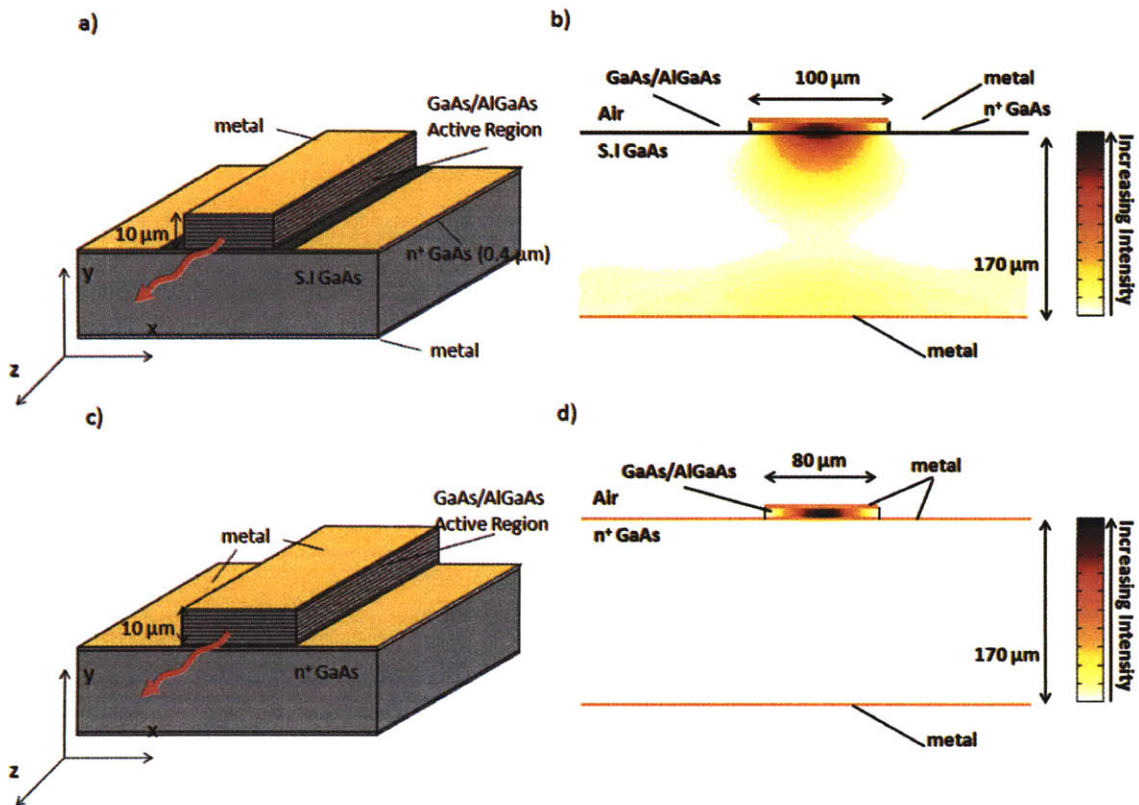 a)
metal
GaAs/AlGaAs
Active Region
10 µm
n⁺ GaAs (0.4 µm)
S.I GaAs
y
x
z
metal
b)
GaAs/AlGaAs
100 µm
metal
Air
n⁺ GaAs
S.I GaAs
170 µm
metal
Increasing Intensity
c)
GaAs/AlGaAs
Active Region
metal
10 µm
n⁺ GaAs
y
x
z
d)
GaAs/AlGaAs
80 µm
metal
Air
n⁺ GaAs
170 µm
metal
Increasing Intensity